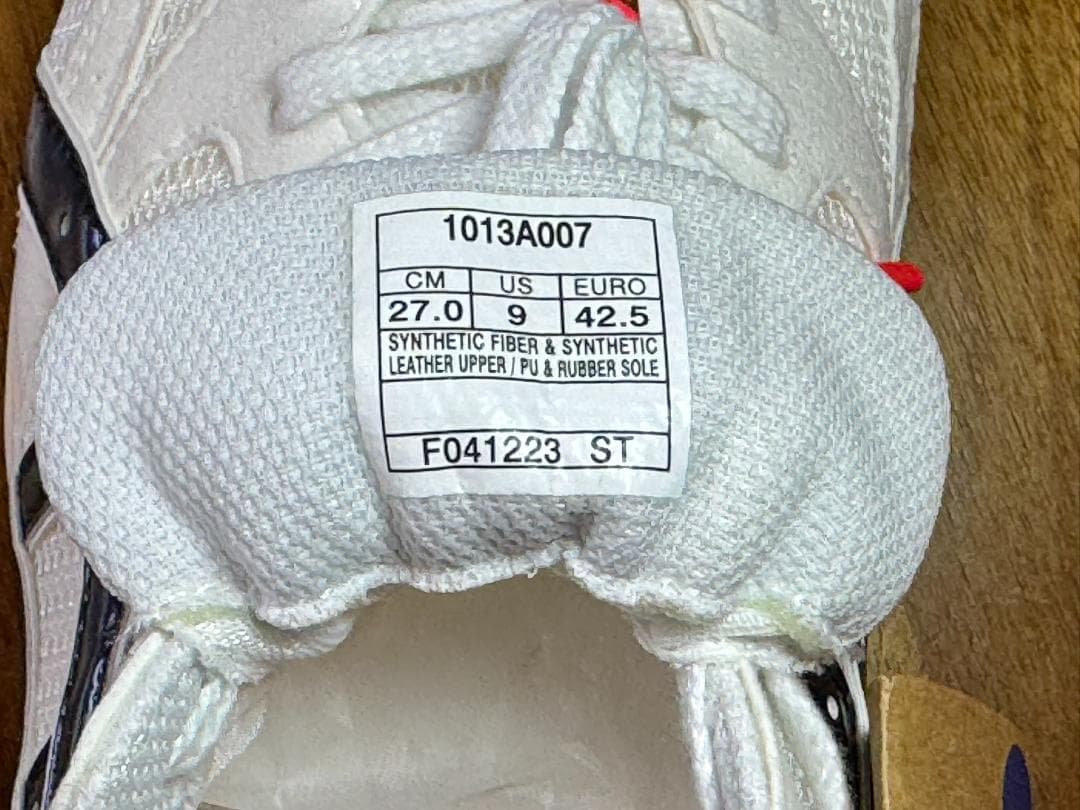 1013A007
CM US EURO
27.0 9 42.5
SYNTHETIC FIBER & SYNTHETIC
LEATHER UPPER / PU & RUBBER SOLE
F041223 ST